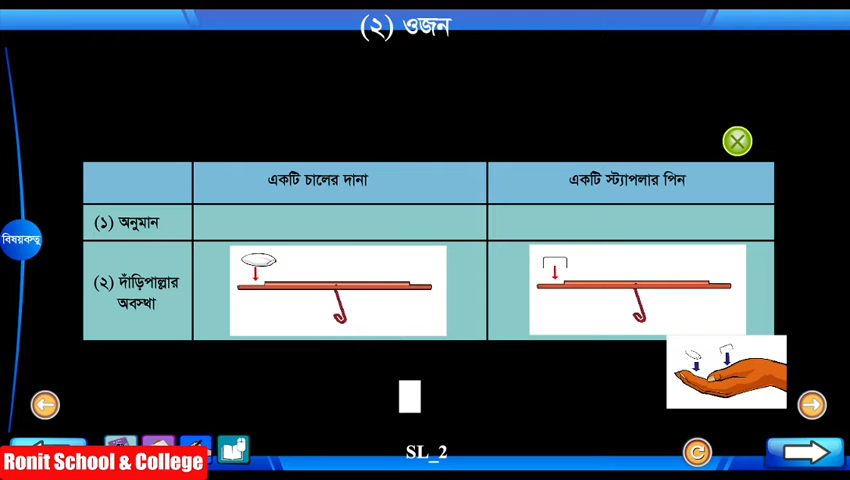 (২) ওজন
একটি চালের দানা
একটি স্ট্যাপলার পিন
(১) অনুমান
বিষয়বস্তু
(২) দাঁড়িপাল্লার
অবস্থা
SL_2
Ronit School & College